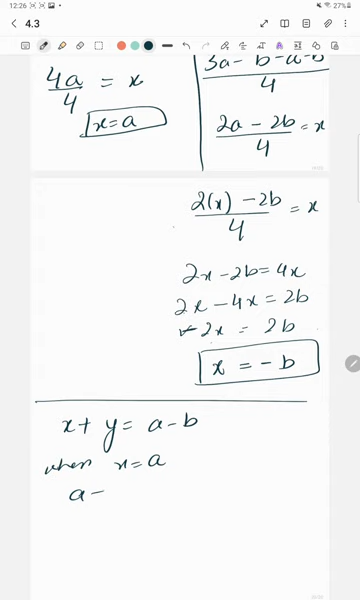 12:26
27%
4.3
4a/4 = x
x = a
3a - b - a - b/4
2a - 2b/4 = x
2(x) - 2b/4 = x
2x - 2b = 4x
2x - 4x = 2b
-2x = 2b
x = - b
x + y = a - b
when x = a
a -